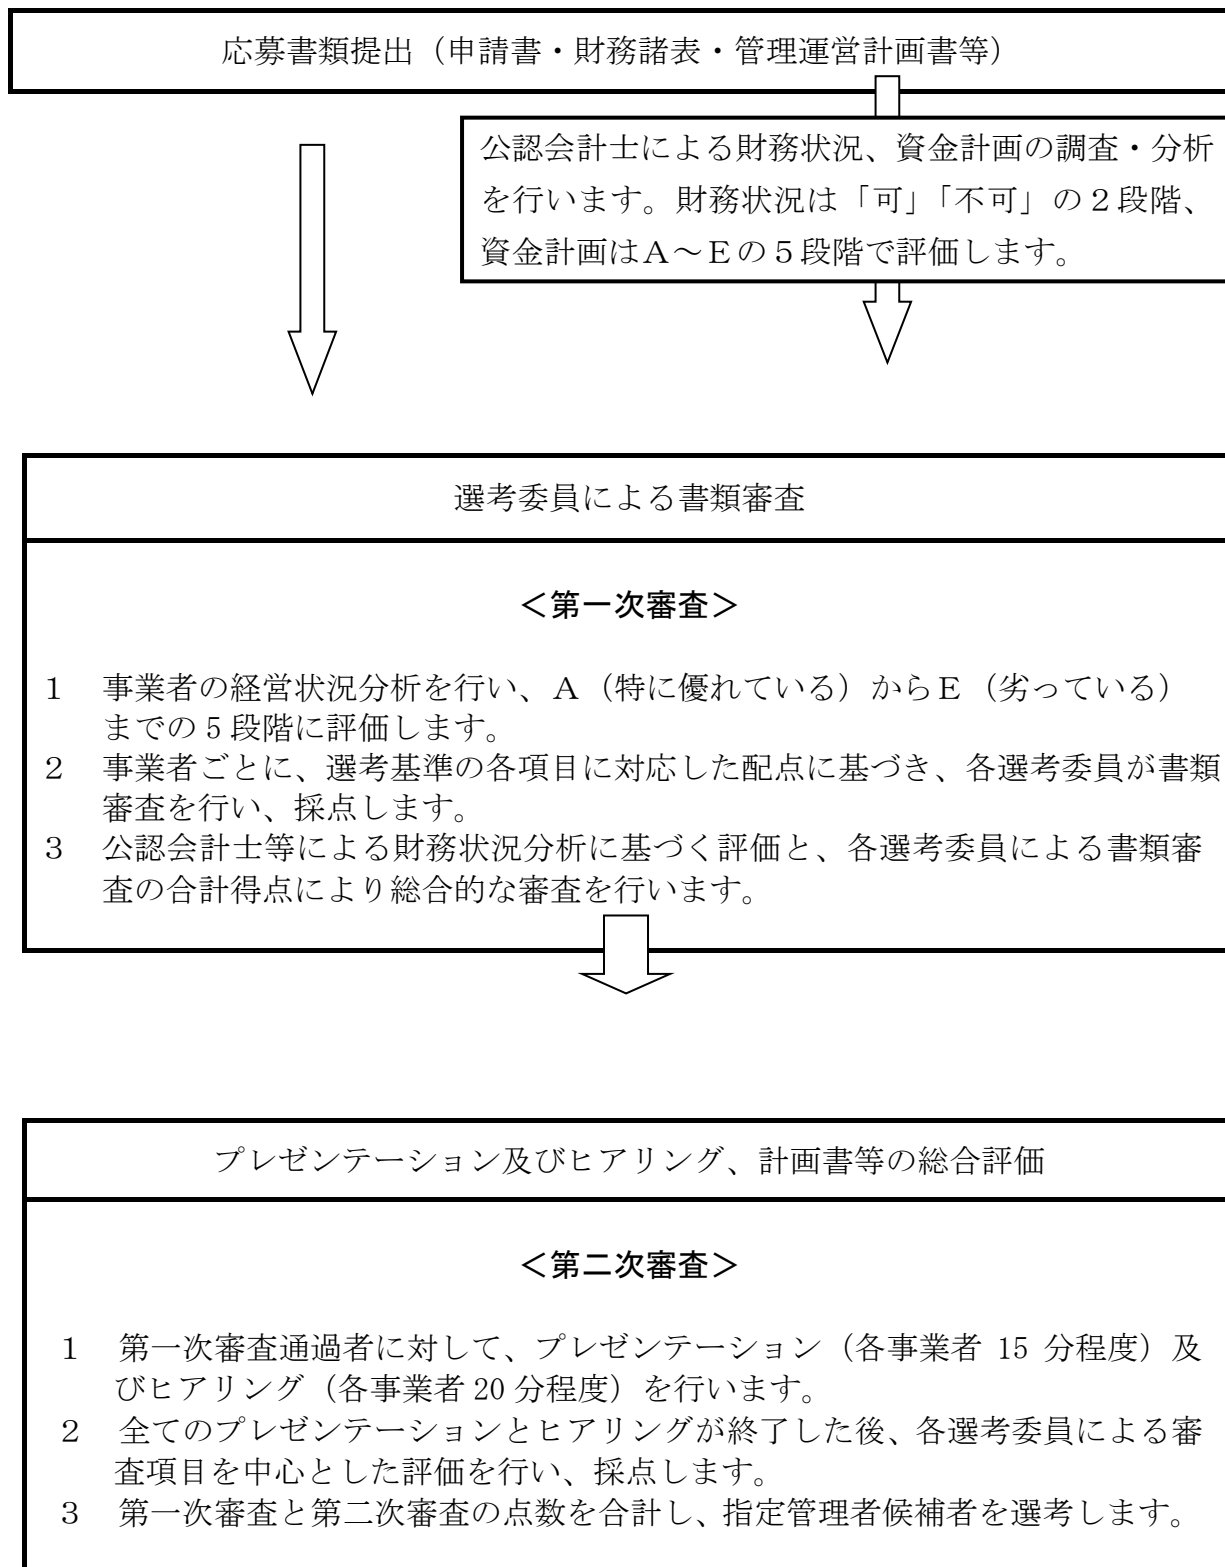 応募書類提出（申請書・財務諸表・管理運営計画書等）
公認会計士による財務状況、資金計画の調査・分析
を行います。財務状況は「可」「不可」の２段階、
資金計画はＡ～Ｅの５段階で評価します。
選考委員による書類審査
＜第一次審査＞
１　事業者の経営状況分析を行い、Ａ（特に優れている）からＥ（劣っている）
までの５段階に評価します。
２　事業者ごとに、選考基準の各項目に対応した配点に基づき、各選考委員が書類
審査を行い、採点します。
３　公認会計士等による財務状況分析に基づく評価と、各選考委員による書類審
査の合計得点により総合的な審査を行います。
プレゼンテーション及びヒアリング、計画書等の総合評価
＜第二次審査＞
１　第一次審査通過者に対して、プレゼンテーション（各事業者 15 分程度）及
びヒアリング（各事業者 20 分程度）を行います。
２　全てのプレゼンテーションとヒアリングが終了した後、各選考委員による審
査項目を中心とした評価を行い、採点します。
３　第一次審査と第二次審査の点数を合計し、指定管理者候補者を選考します。